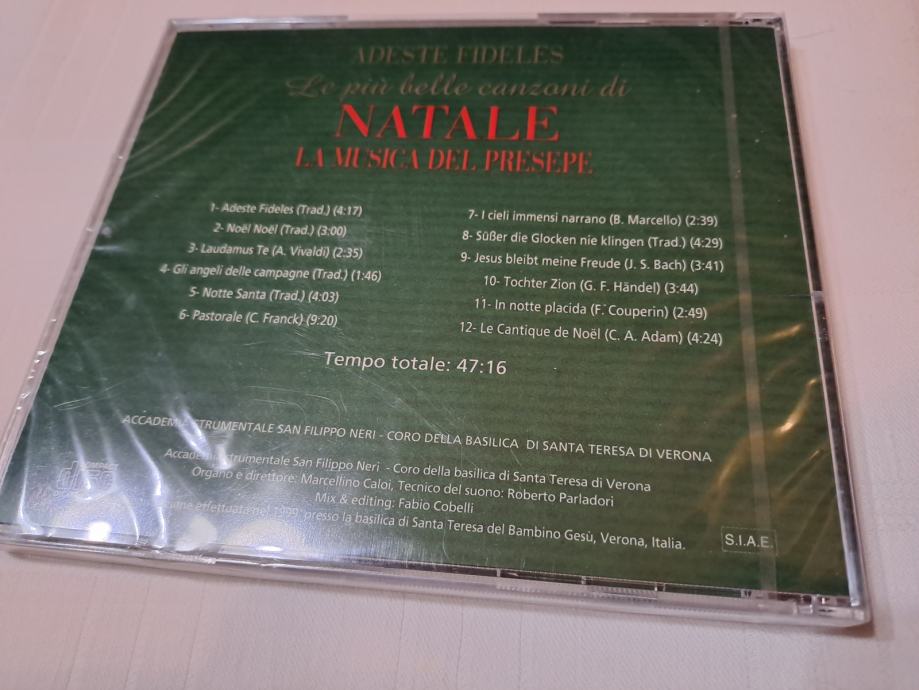 ADESTE FIDELES
Le più belle canzoni di
NATALE
LA MUSICA DEL PRESEPE
1- Adeste Fideles (Trad.) (4:17)
2- Noël Noël (Trad.) (3:00)
3- Laudamus Te (A. Vivaldi) (2:35)
4- Gli angeli delle campagne (Trad.) (1:46)
5- Notte Santa (Trad.) (4:03)
6- Pastorale (C. Franck) (9:20)
7- I cieli immensi narrano (B. Marcello) (2:39)
8- Süßer die Glocken nie klingen (Trad.) (4:29)
9- Jesus bleibt meine Freude (J. S. Bach) (3:41)
10- Tochter Zion (G. F. Händel) (3:44)
11- In notte placida (F. Couperin) (2:49)
12- Le Cantique de Noël (C. A. Adam) (4:24)
Tempo totale: 47:16
ACCADEMIA STRUMENTALE SAN FILIPPO NERI - CORO DELLA BASILICA DI SANTA TERESA DI VERONA
Accademia strumentale San Filippo Neri - Coro della basilica di Santa Teresa di Verona
Organo e direttore: Marcellino Caloi, Tecnico del suono: Roberto Parladori
Mix & editing: Fabio Cobelli
effettuata nel 1999 presso la basilica di Santa Teresa del Bambino Gesù, Verona, Italia.
COMPACT
disc
S.I.A.E.